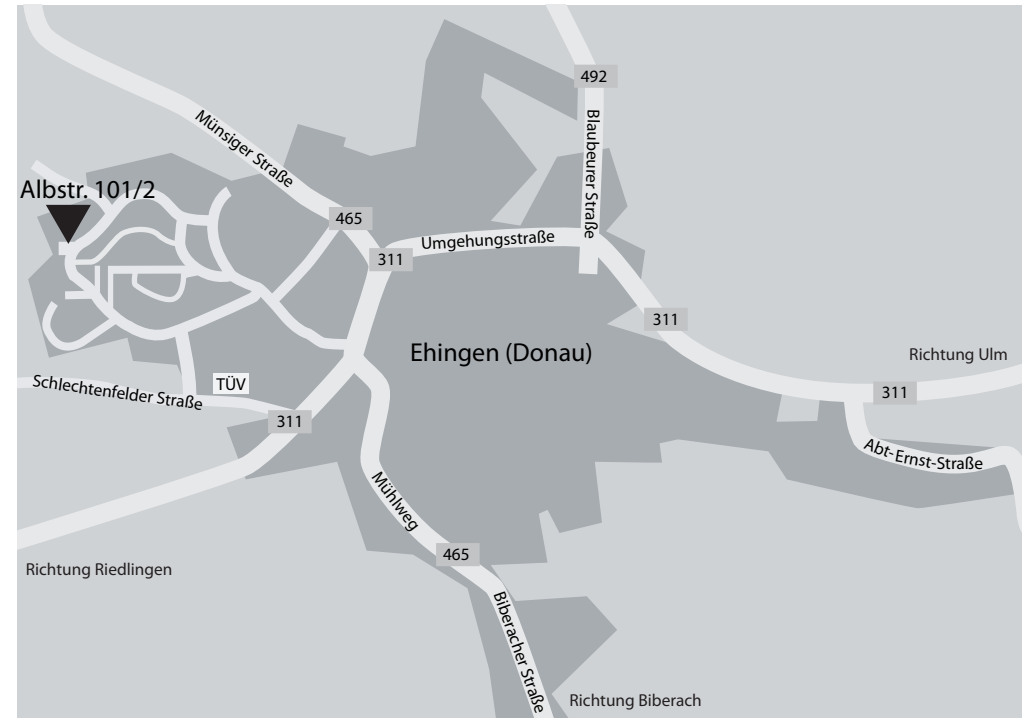 492
Münsiger Straße
Blaubeurer Straße
Albstr. 101/2
465
Umgehungsstraße
311
311
Ehingen (Donau)
Richtung Ulm
Schlechtenfelder Straße
TÜV
311
311
Abt-Ernst-Straße
Mühlweg
465
Richtung Riedlingen
Biberacher Straße
Richtung Biberach